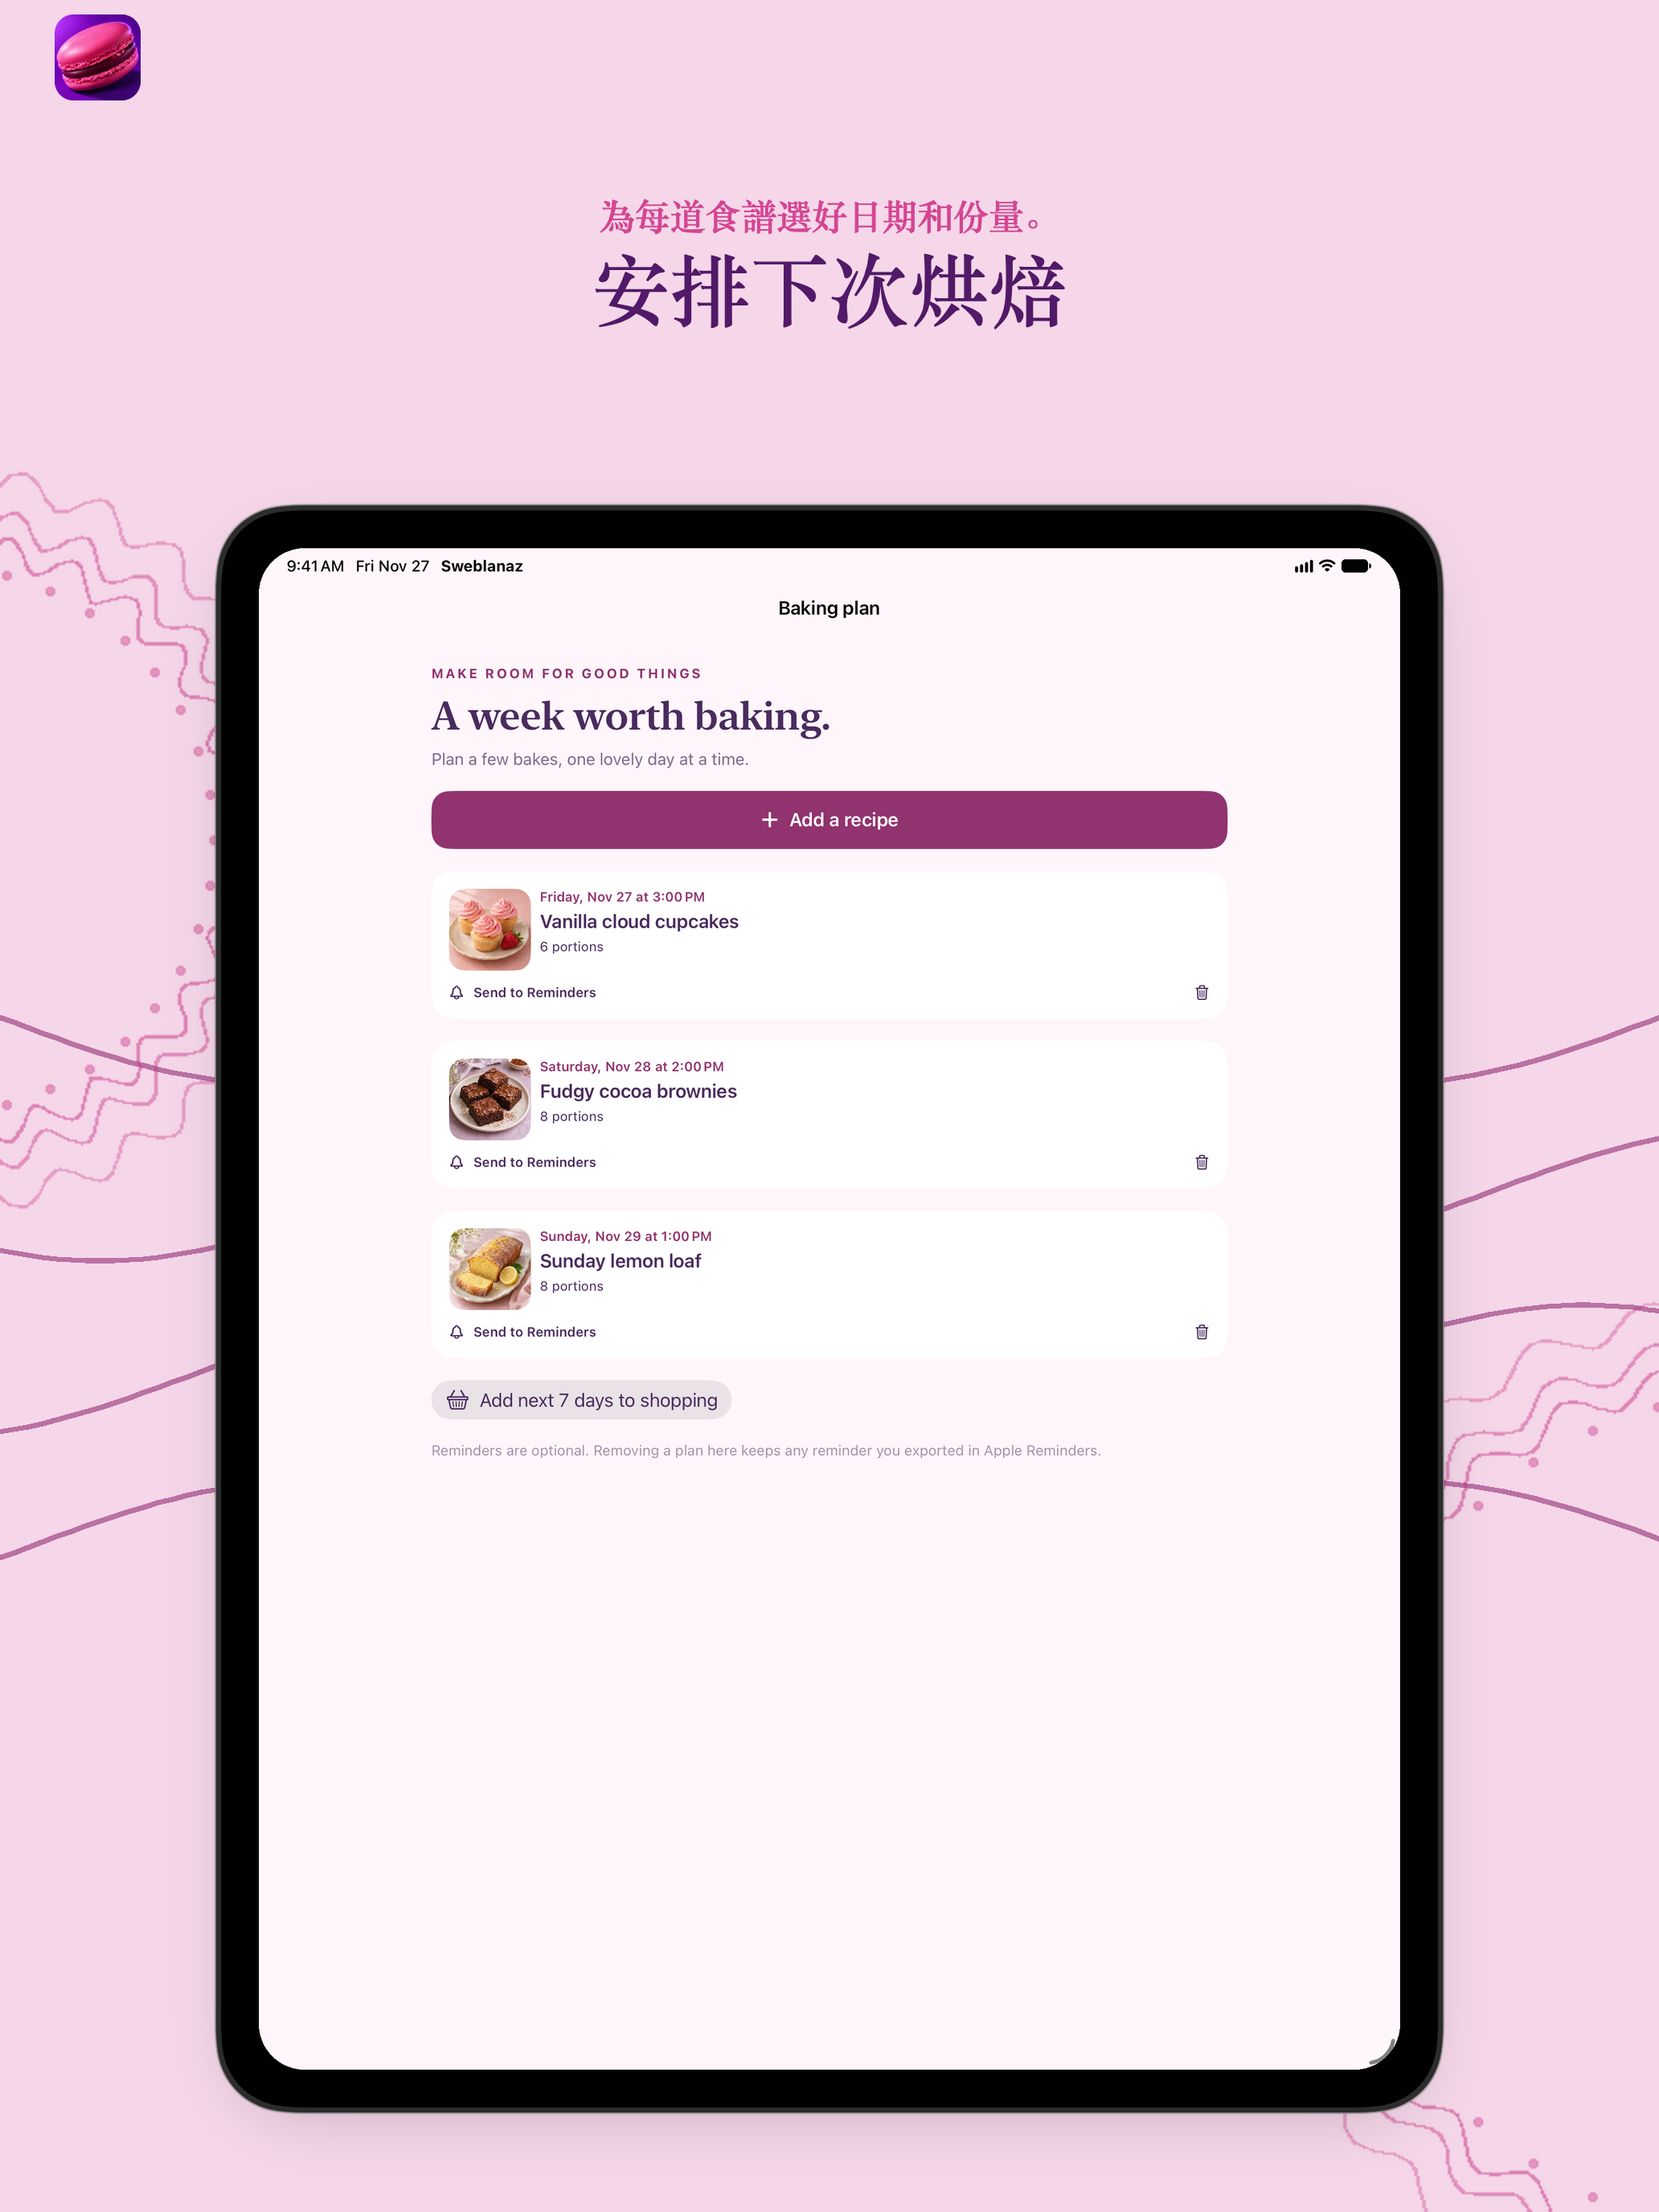 為每道食譜選好日期和份量。
安排下次烘焙
9:41 AM Fri Nov 27 Sweblanaz
Baking plan
MAKE ROOM FOR GOOD THINGS
A week worth baking.
Plan a few bakes, one lovely day at a time.
+ Add a recipe
Friday, Nov 27 at 3:00 PM
Vanilla cloud cupcakes
6 portions
Send to Reminders
Saturday, Nov 28 at 2:00 PM
Fudgy cocoa brownies
8 portions
Send to Reminders
Sunday, Nov 29 at 1:00 PM
Sunday lemon loaf
8 portions
Send to Reminders
Add next 7 days to shopping
Reminders are optional. Removing a plan here keeps any reminder you exported in Apple Reminders.